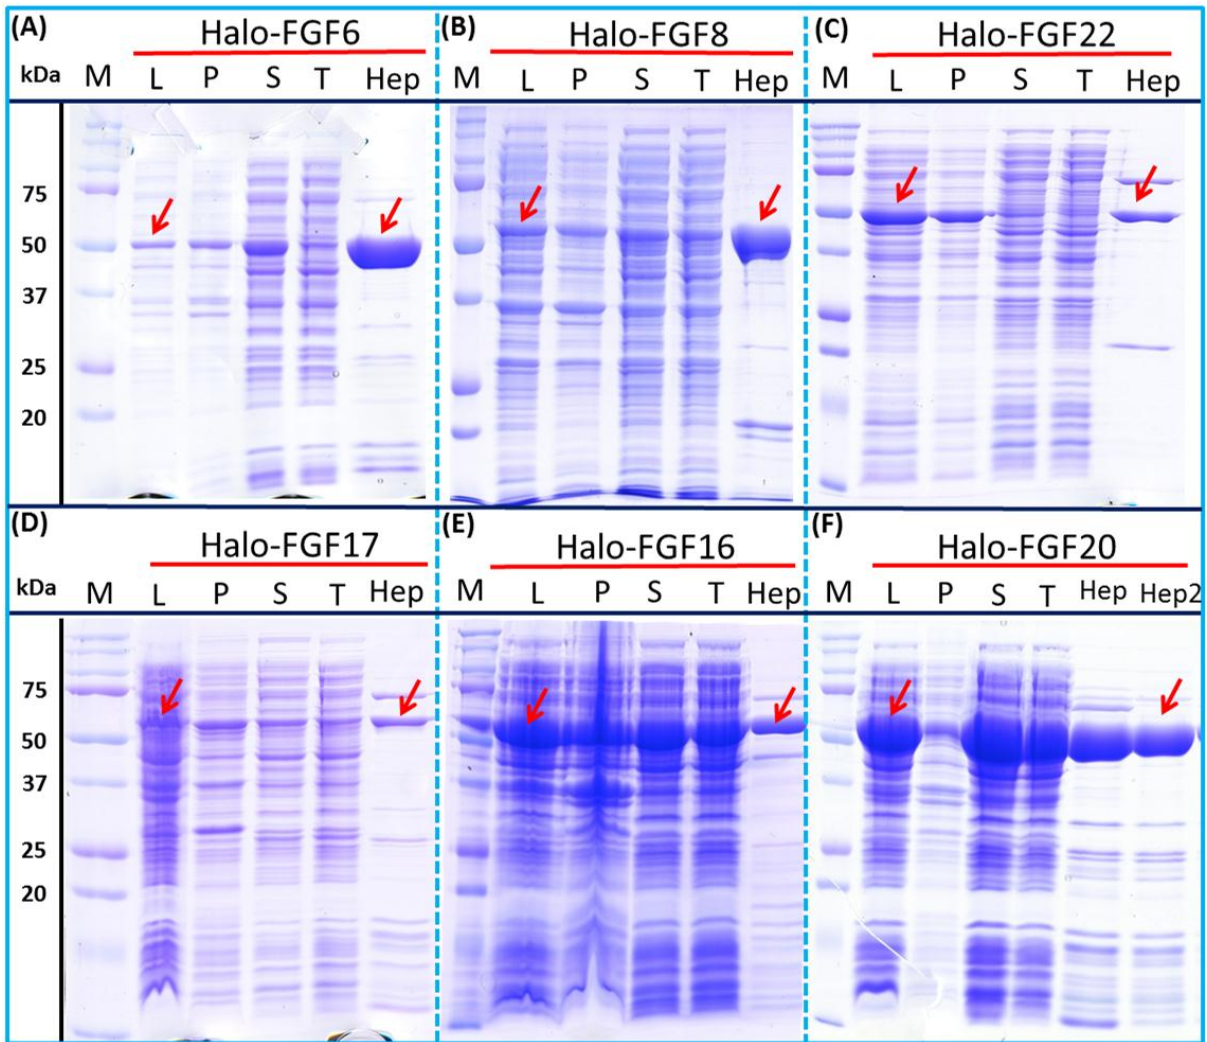 (A) Halo-FGF6 (B) Halo-FGF8 (C) Halo-FGF22
kDa M L P S T Hep M L P S T Hep M L P S T Hep
75
50
37
25
20
(D) Halo-FGF17 (E) Halo-FGF16 (F) Halo-FGF20
kDa M L P S T Hep M L P S T Hep M L P S T Hep Hep2
75
50
37
25
20